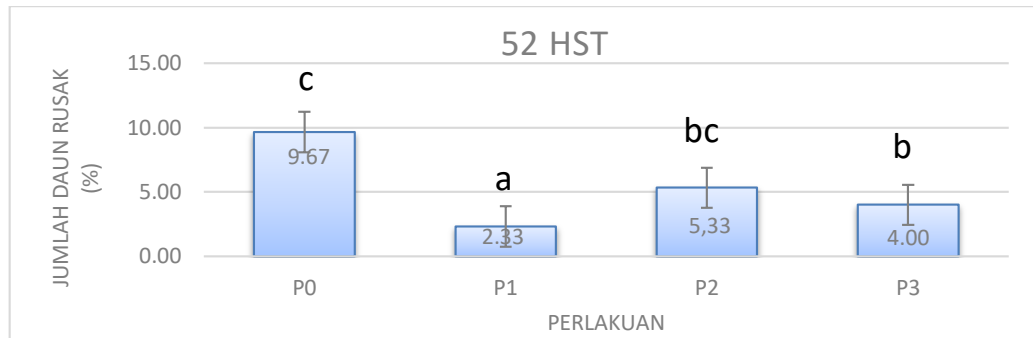 52 HST
JUMLAH DAUN RUSAK
(%)
15.00
10.00
5.00
0.00
c
a
bc
b
9.67
2.33
5,33
4.00
P0 P1 P2 P3
PERLAKUAN